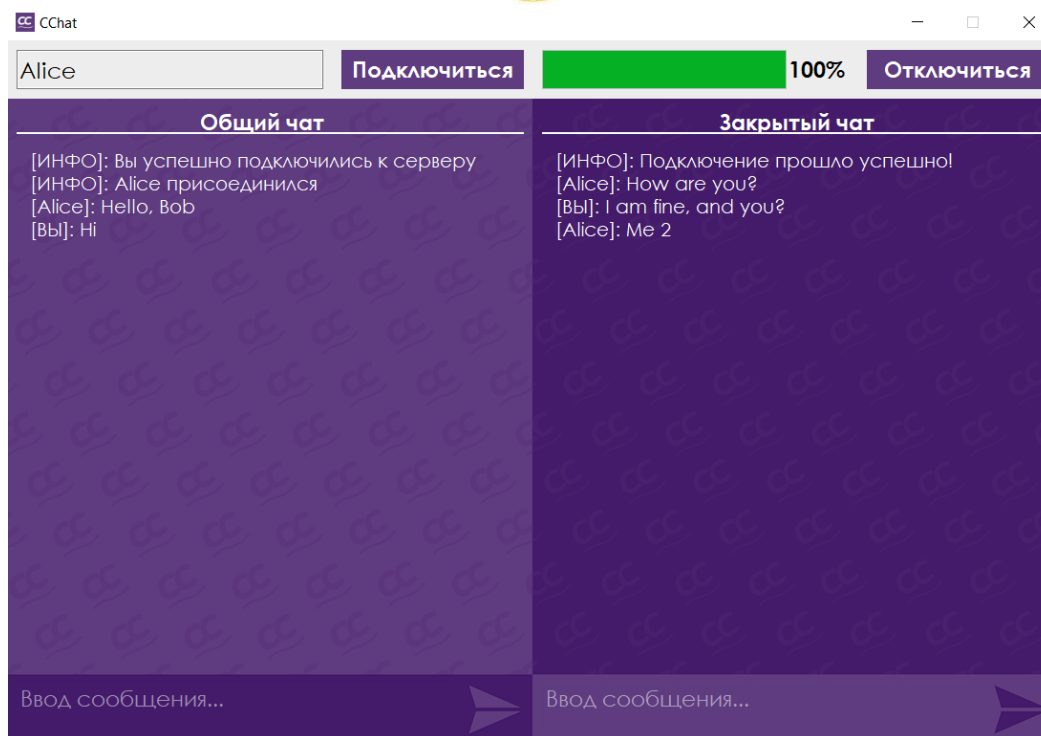 CC CChat
Alice
Подключиться
100%
Отключиться
Общий чат
[ИНФО]: Вы успешно подключились к серверу
[ИНФО]: Alice присоединился
[Alice]: Hello, Bob
[ВЫ]: Hi
Ввод сообщения...
Закрытый чат
[ИНФО]: Подключение прошло успешно!
[Alice]: How are you?
[ВЫ]: I am fine, and you?
[Alice]: Me 2
Ввод сообщения...